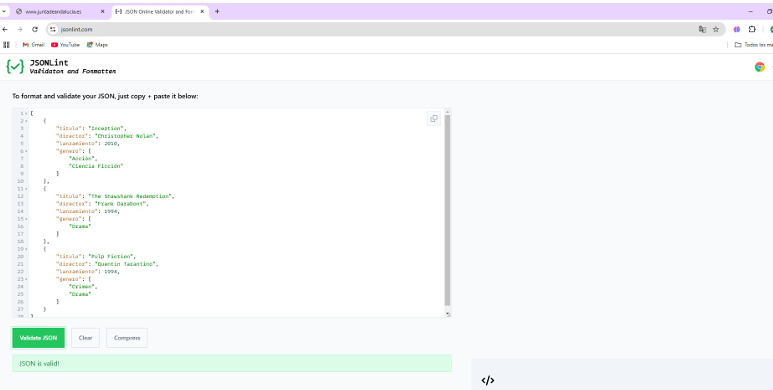 www.juntadeandalucia.es
JSON Online Validator and For
jsonlint.com
Gmail YouTube Maps
Todos los ma
JSONLint
Validator and Formatter
To format and validate your JSON, just copy + paste it below:
1 [
2 {
3 "titulo": "Inception",
4 "director": "Christopher Nolan",
5 "lanzamiento": 2010,
6 "genero": [
7 "Acción",
8 "Ciencia Ficción"
9 ]
10 },
11 {
12 "titulo": "The Shawshank Redemption",
13 "director": "Frank Darabont",
14 "lanzamiento": 1994,
15 "genero": [
16 "Drama"
17 ]
18 },
19 {
20 "titulo": "Pulp Fiction",
21 "director": "Quentin Tarantino",
22 "lanzamiento": 1994,
23 "genero": [
24 "Crimen",
25 "Drama"
26 ]
27 }
28 ]
Validate JSON Clear Compress
JSON is valid!
</>